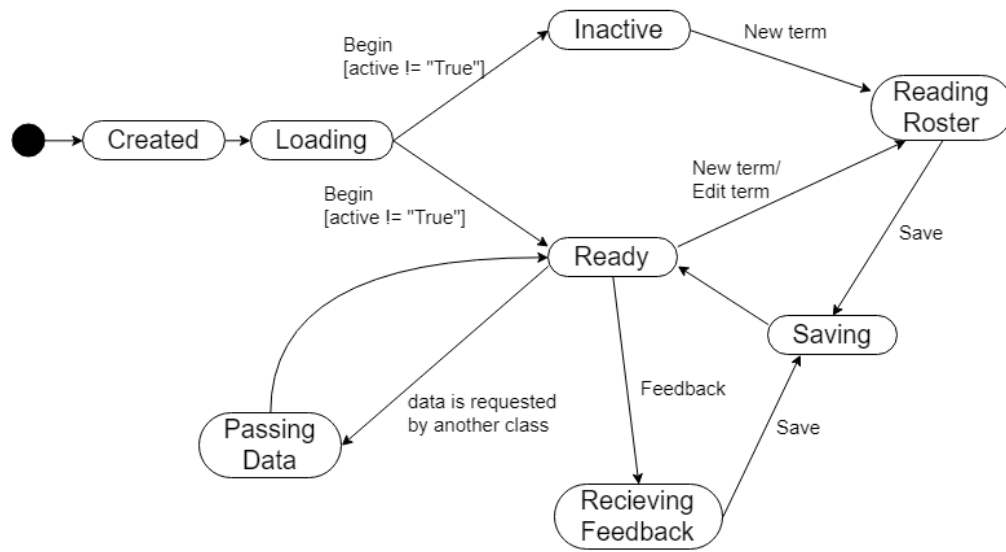 Inactive
New term
Begin
[active != "True"]
Reading
Roster
Created
Loading
New term/
Edit term
Begin
[active != "True"]
Save
Ready
Saving
Feedback
data is requested
by another class
Passing
Data
Save
Recieving
Feedback